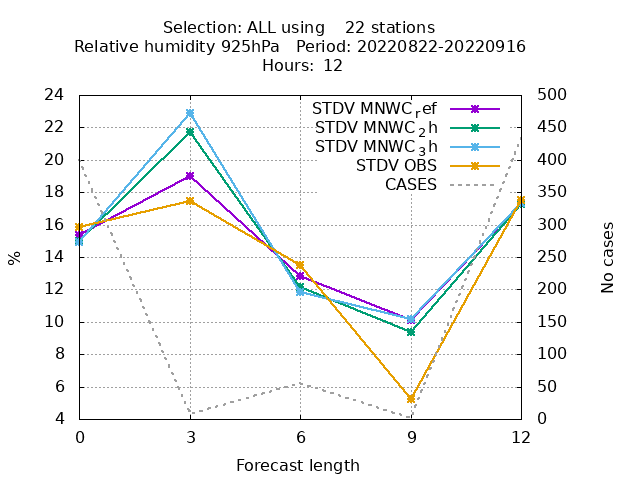 Selection: ALL using    22 stations
Relative humidity 925hPa   Period: 20220822-20220916
Hours: 12
24 500
22 450
20 400
18 350
16 300
14 250
12 200
10 150
8 100
6 50
4 0
STDV MNWC_ref
STDV MNWC_2h
STDV MNWC_3h
STDV OBS
CASES
%
No cases
0 3 6 9 12
Forecast length